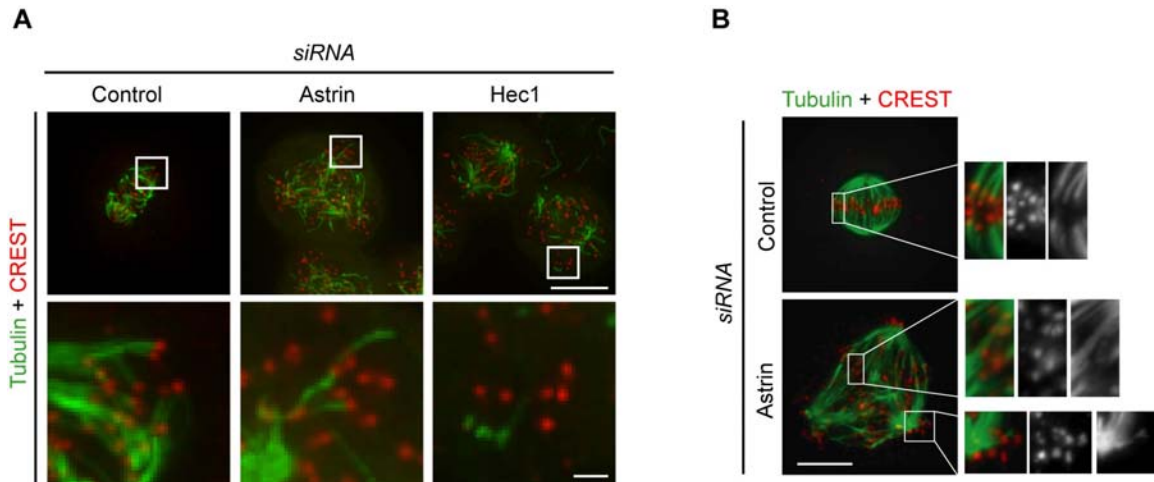 A
siRNA
Control
Astrin
Hec1
Tubulin + CREST
B
Tubulin + CREST
siRNA
Control
Astrin